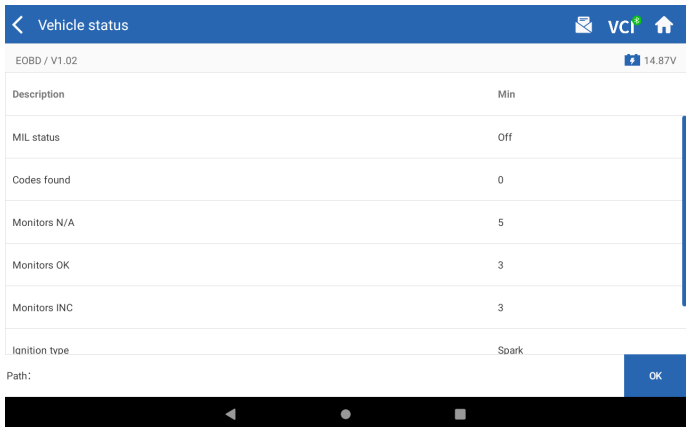 Vehicle status
VCI
EOBD / V1.02
14.87V
Description Min
MIL status Off
Codes found 0
Monitors N/A 5
Monitors OK 3
Monitors INC 3
Ignition type Spark
Path:
OK